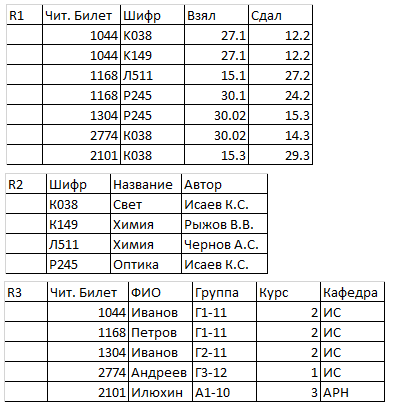 R1 Чит. Билет Шифр Взял Сдал
1044 К038 27.1 12.2
1044 К149 27.1 12.2
1168 Л511 15.1 27.2
1168 Р245 30.1 24.2
1304 Р245 30.02 15.3
2774 К038 30.02 14.3
2101 К038 15.3 29.3
R2 Шифр Название Автор
К038 Свет Исаев К.С.
К149 Химия Рыжов В.В.
Л511 Химия Чернов А.С.
Р245 Оптика Исаев К.С.
R3 Чит. Билет ФИО Группа Курс Кафедра
1044 Иванов Г1-11 2 ИС
1168 Петров Г1-11 2 ИС
1304 Иванов Г2-11 2 ИС
2774 Андреев Г3-12 1 ИС
2101 Илюхин А1-10 3 АРН